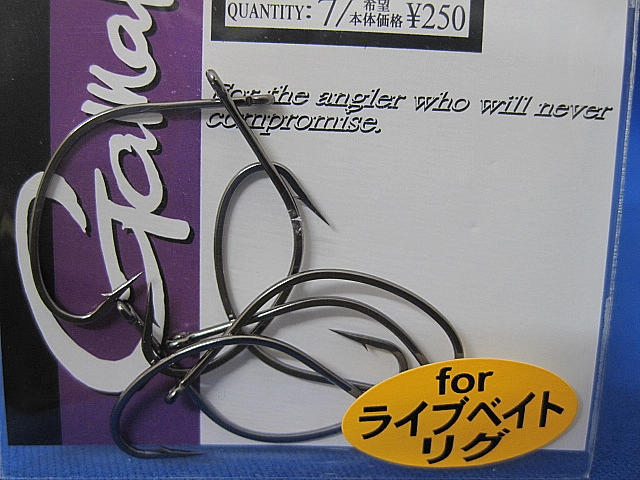 QUANTITY: 7/ 希望本体価格 ¥250
For the angler who will never
compromise.
Gama
for
ライブベイト
リグ